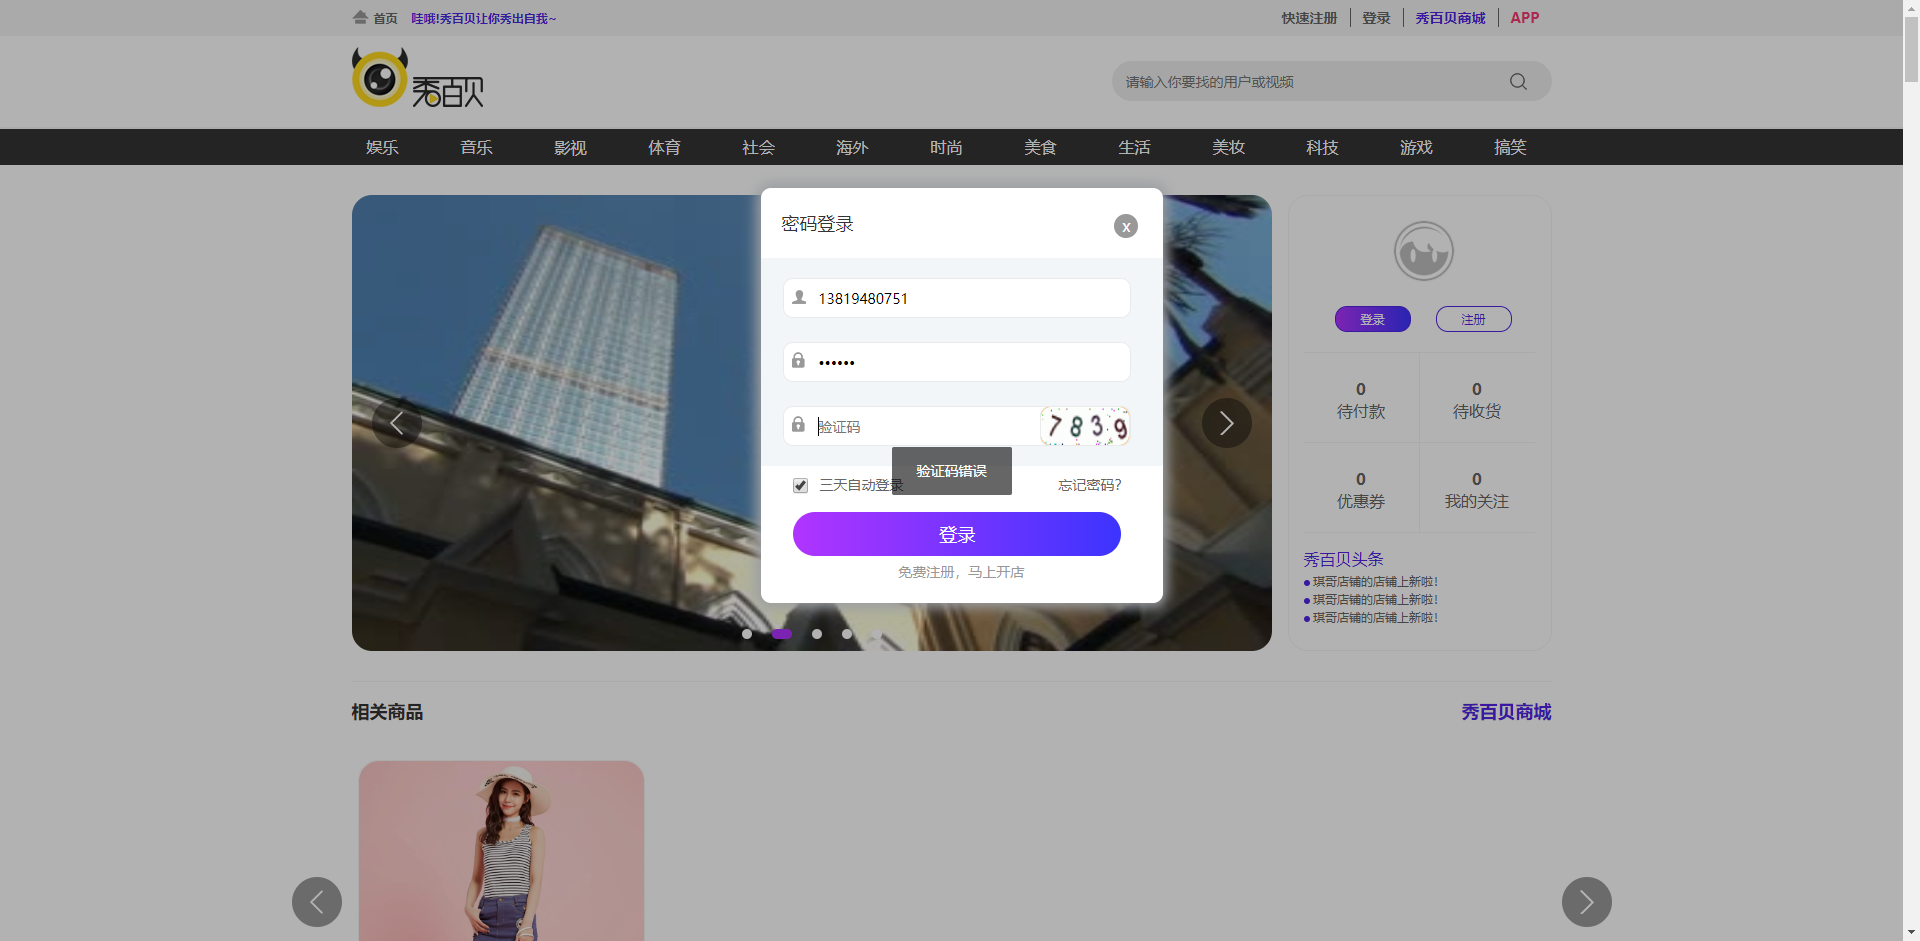 首页 哇哦!秀百贝让你秀出自我~ 快速注册 登录 秀百贝商城 APP
秀百贝 请输入你要找的用户或视频
娱乐 音乐 影视 体育 社会 海外 时尚 美食 生活 美妆 科技 游戏 搞笑
密码登录 x
13819480751
••••••
验证码 7 8 3 9
验证码错误
三天自动登录 忘记密码?
登录
免费注册，马上开店
登录 注册
0 0
待付款 待收货
0 0
优惠券 我的关注
秀百贝头条
琪哥店铺的店铺上新啦!
琪哥店铺的店铺上新啦!
琪哥店铺的店铺上新啦!
相关商品 秀百贝商城